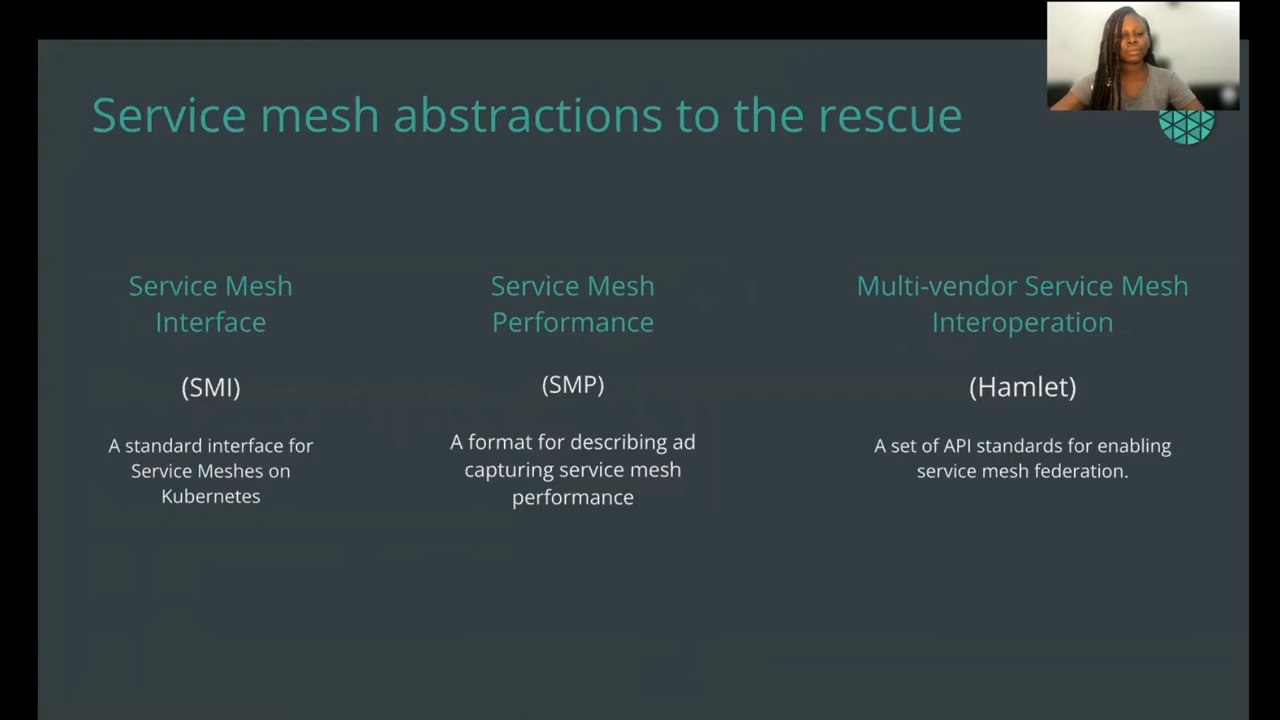 Service mesh abstractions to the rescue
Service Mesh
Interface
(SMI)
A standard interface for
Service Meshes on
Kubernetes
Service Mesh
Performance
(SMP)
A format for describing ad
capturing service mesh
performance
Multi-vendor Service Mesh
Interoperation
(Hamlet)
A set of API standards for enabling
service mesh federation.